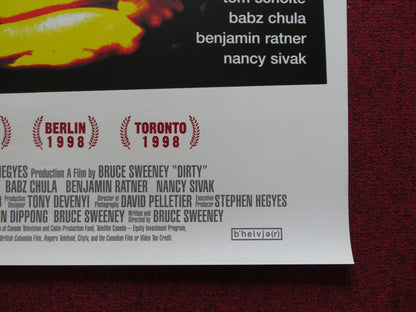 tom scholte
babz chula
benjamin ratner
nancy sivak
BERLIN TORONTO
1998 1998
HEGYES Production A Film by BRUCE SWEENEY "DIRTY"
BABZ CHULA BENJAMIN RATNER NANCY SIVAK
Production Designer TONY DEVENYI Director of Photography DAVID PELLETIER Executive Producer STEPHEN HEGYES
DIPPONG BRUCE SWEENEY Written and Directed by BRUCE SWEENEY
of Canada Television and Cable Production Fund, Telefilm Canada – Equity Investment Program,
British Columbia Film, Rogers Telefund, Citytv, and the Canadian Film or Video Tax Credit.
b'heivjə(r)